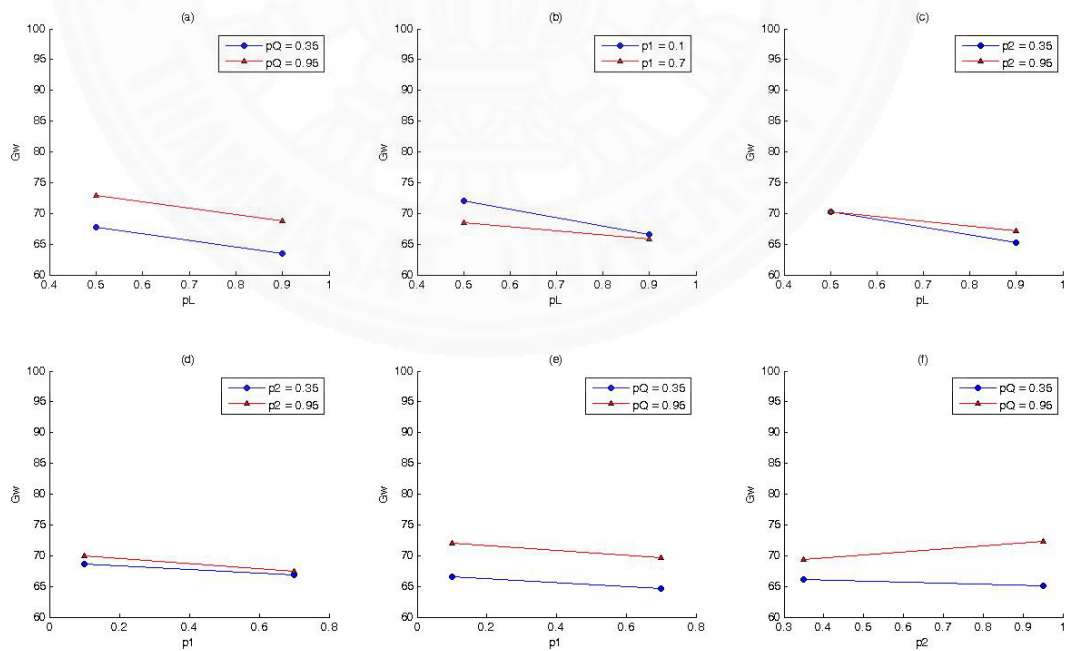 (a)
100
95
90
85
80
75
70
65
60
Gw
0.4 0.5 0.6 0.7 0.8 0.9 1
pL
pQ = 0.35
pQ = 0.95
(b)
100
95
90
85
80
75
70
65
60
Gw
0.4 0.5 0.6 0.7 0.8 0.9 1
pL
p1 = 0.1
p1 = 0.7
(c)
100
95
90
85
80
75
70
65
60
Gw
0.4 0.5 0.6 0.7 0.8 0.9 1
pL
p2 = 0.35
p2 = 0.95
(d)
100
95
90
85
80
75
70
65
60
Gw
0 0.2 0.4 0.6 0.8
p1
p2 = 0.35
p2 = 0.95
(e)
100
95
90
85
80
75
70
65
60
Gw
0 0.2 0.4 0.6 0.8
p1
pQ = 0.35
pQ = 0.95
(f)
100
95
90
85
80
75
70
65
60
Gw
0.3 0.4 0.5 0.6 0.7 0.8 0.9 1
p2
pQ = 0.35
pQ = 0.95